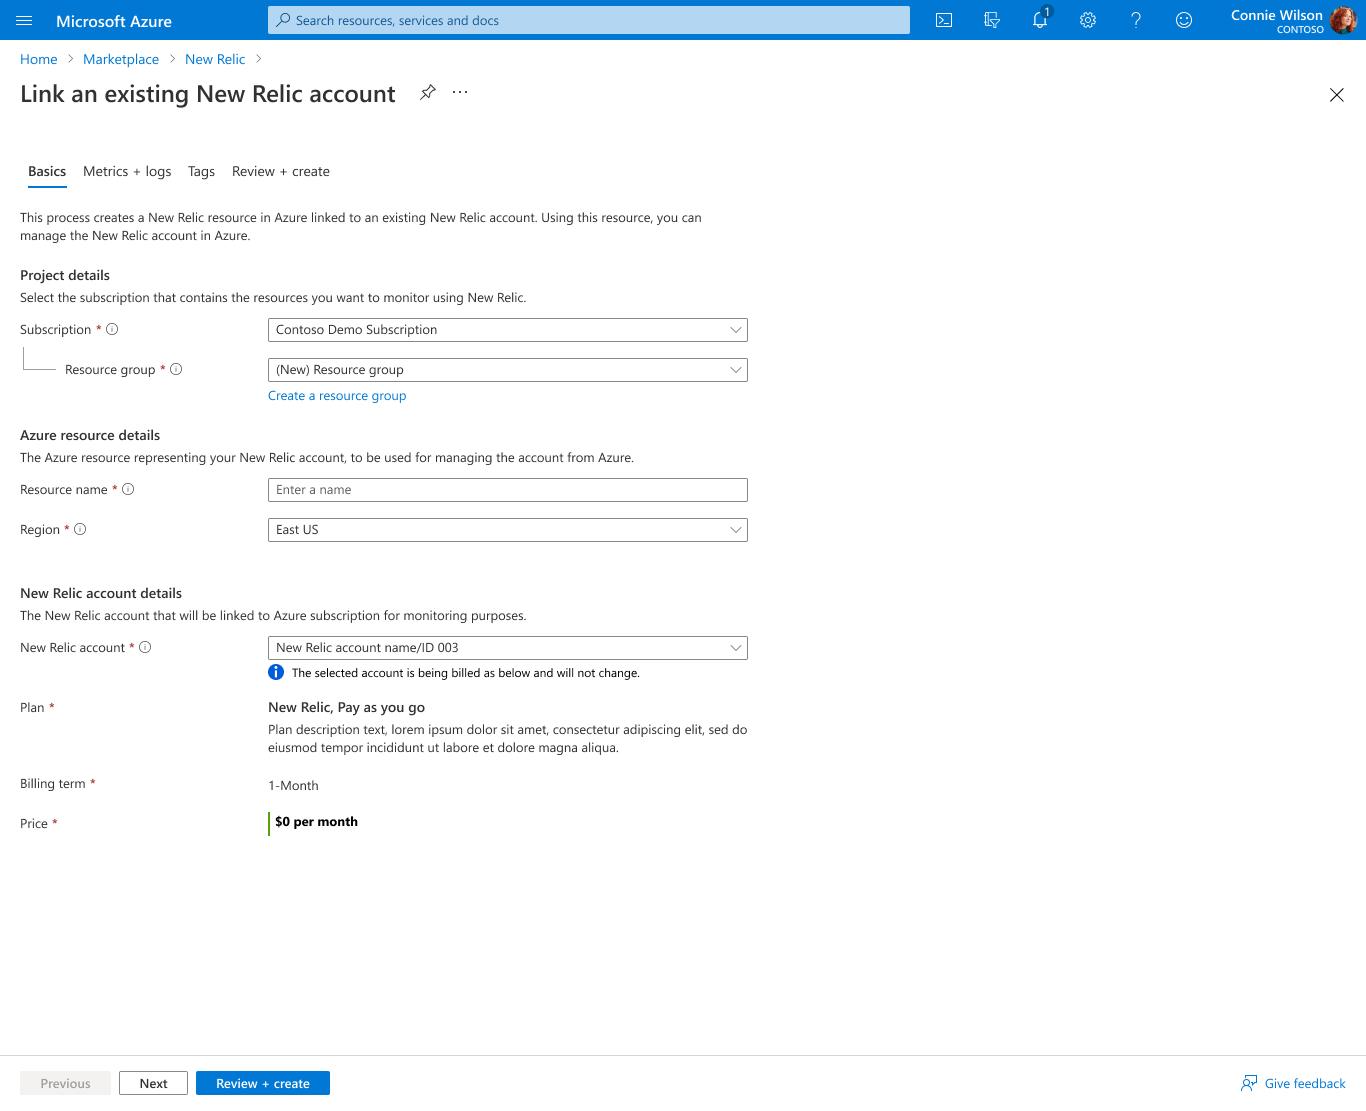 Microsoft Azure
Search resources, services and docs
1
Connie Wilson
CONTOSO
Home > Marketplace > New Relic >
Link an existing New Relic account
Basics Metrics + logs Tags Review + create
This process creates a New Relic resource in Azure linked to an existing New Relic account. Using this resource, you can
manage the New Relic account in Azure.
Project details
Select the subscription that contains the resources you want to monitor using New Relic.
Subscription * Contoso Demo Subscription
Resource group * (New) Resource group
Create a resource group
Azure resource details
The Azure resource representing your New Relic account, to be used for managing the account from Azure.
Resource name * Enter a name
Region * East US
New Relic account details
The New Relic account that will be linked to Azure subscription for monitoring purposes.
New Relic account * New Relic account name/ID 003
The selected account is being billed as below and will not change.
Plan * New Relic, Pay as you go
Plan description text, lorem ipsum dolor sit amet, consectetur adipiscing elit, sed do
eiusmod tempor incididunt ut labore et dolore magna aliqua.
Billing term * 1-Month
Price * $0 per month
Previous Next Review + create Give feedback